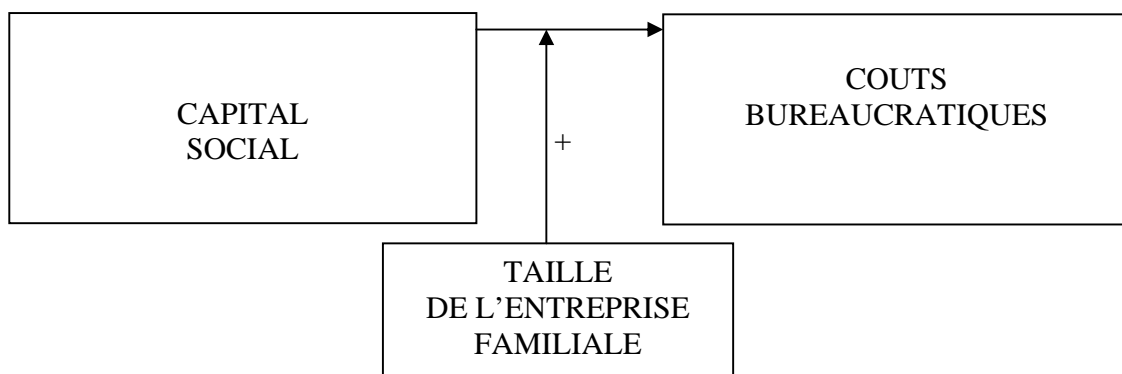 CAPITAL
SOCIAL
COUTS
BUREAUCRATIQUES
+
TAILLE
DE L’ENTREPRISE
FAMILIALE